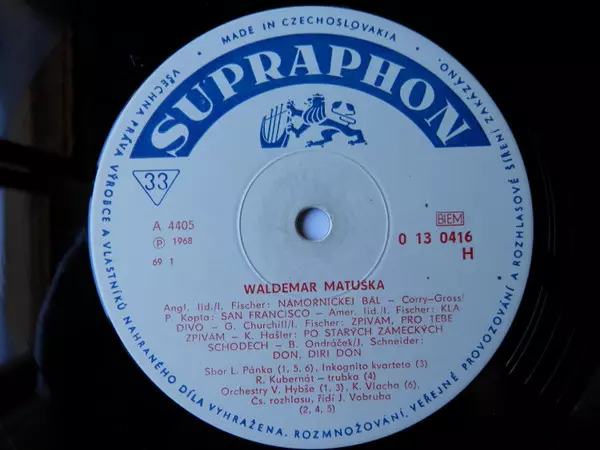 MADE IN CZECHOSLOVAKIA
SUPRAPHON
33
A 4405
℗ 1968
69 1
BIEM
0 13 0416
H
WALDEMAR MATUŠKA
Angl. lid./I. Fischer: NÁMOŘNICKEJ BÁL – Corry-Gross/
P. Kopta: SAN FRANCISCO – Amer. lid./I. Fischer: KLA
DIVO – G. Churchill/I. Fischer: ZPÍVÁM, PRO TEBE
ZPÍVÁM – K. Hašler: PO STARÝCH ZÁMECKÝCH
SCHODECH – B. Ondráček/J. Schneider:
DON, DIRI DON
Sbor L. Pánka (1, 5, 6), Inkognito kvarteto (3)
R. Kubernát – trubka (4)
Orchestry V. Hybše (1, 3), K. Vlacha (6),
Čs. rozhlasu, řídí J. Vobruba
(2, 4, 5)
VŠECHNA PRÁVA VÝROBCE A VLASTNÍKŮ NAHRANÉHO DÍLA VYHRAŽENA. ROZMNOŽOVÁNÍ, VEŘEJNÉ PROVOZOVÁNÍ A ROZHLASOVÉ ŠÍŘENÍ ZAKÁZÁNO.